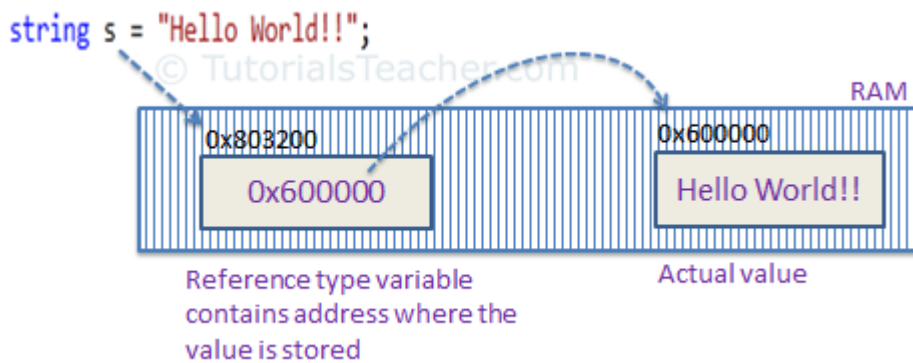 string s = "Hello World!!";
© TutorialsTeacher.com
RAM
0x803200
0x600000
0x600000
Hello World!!
Reference type variable
contains address where the
value is stored
Actual value